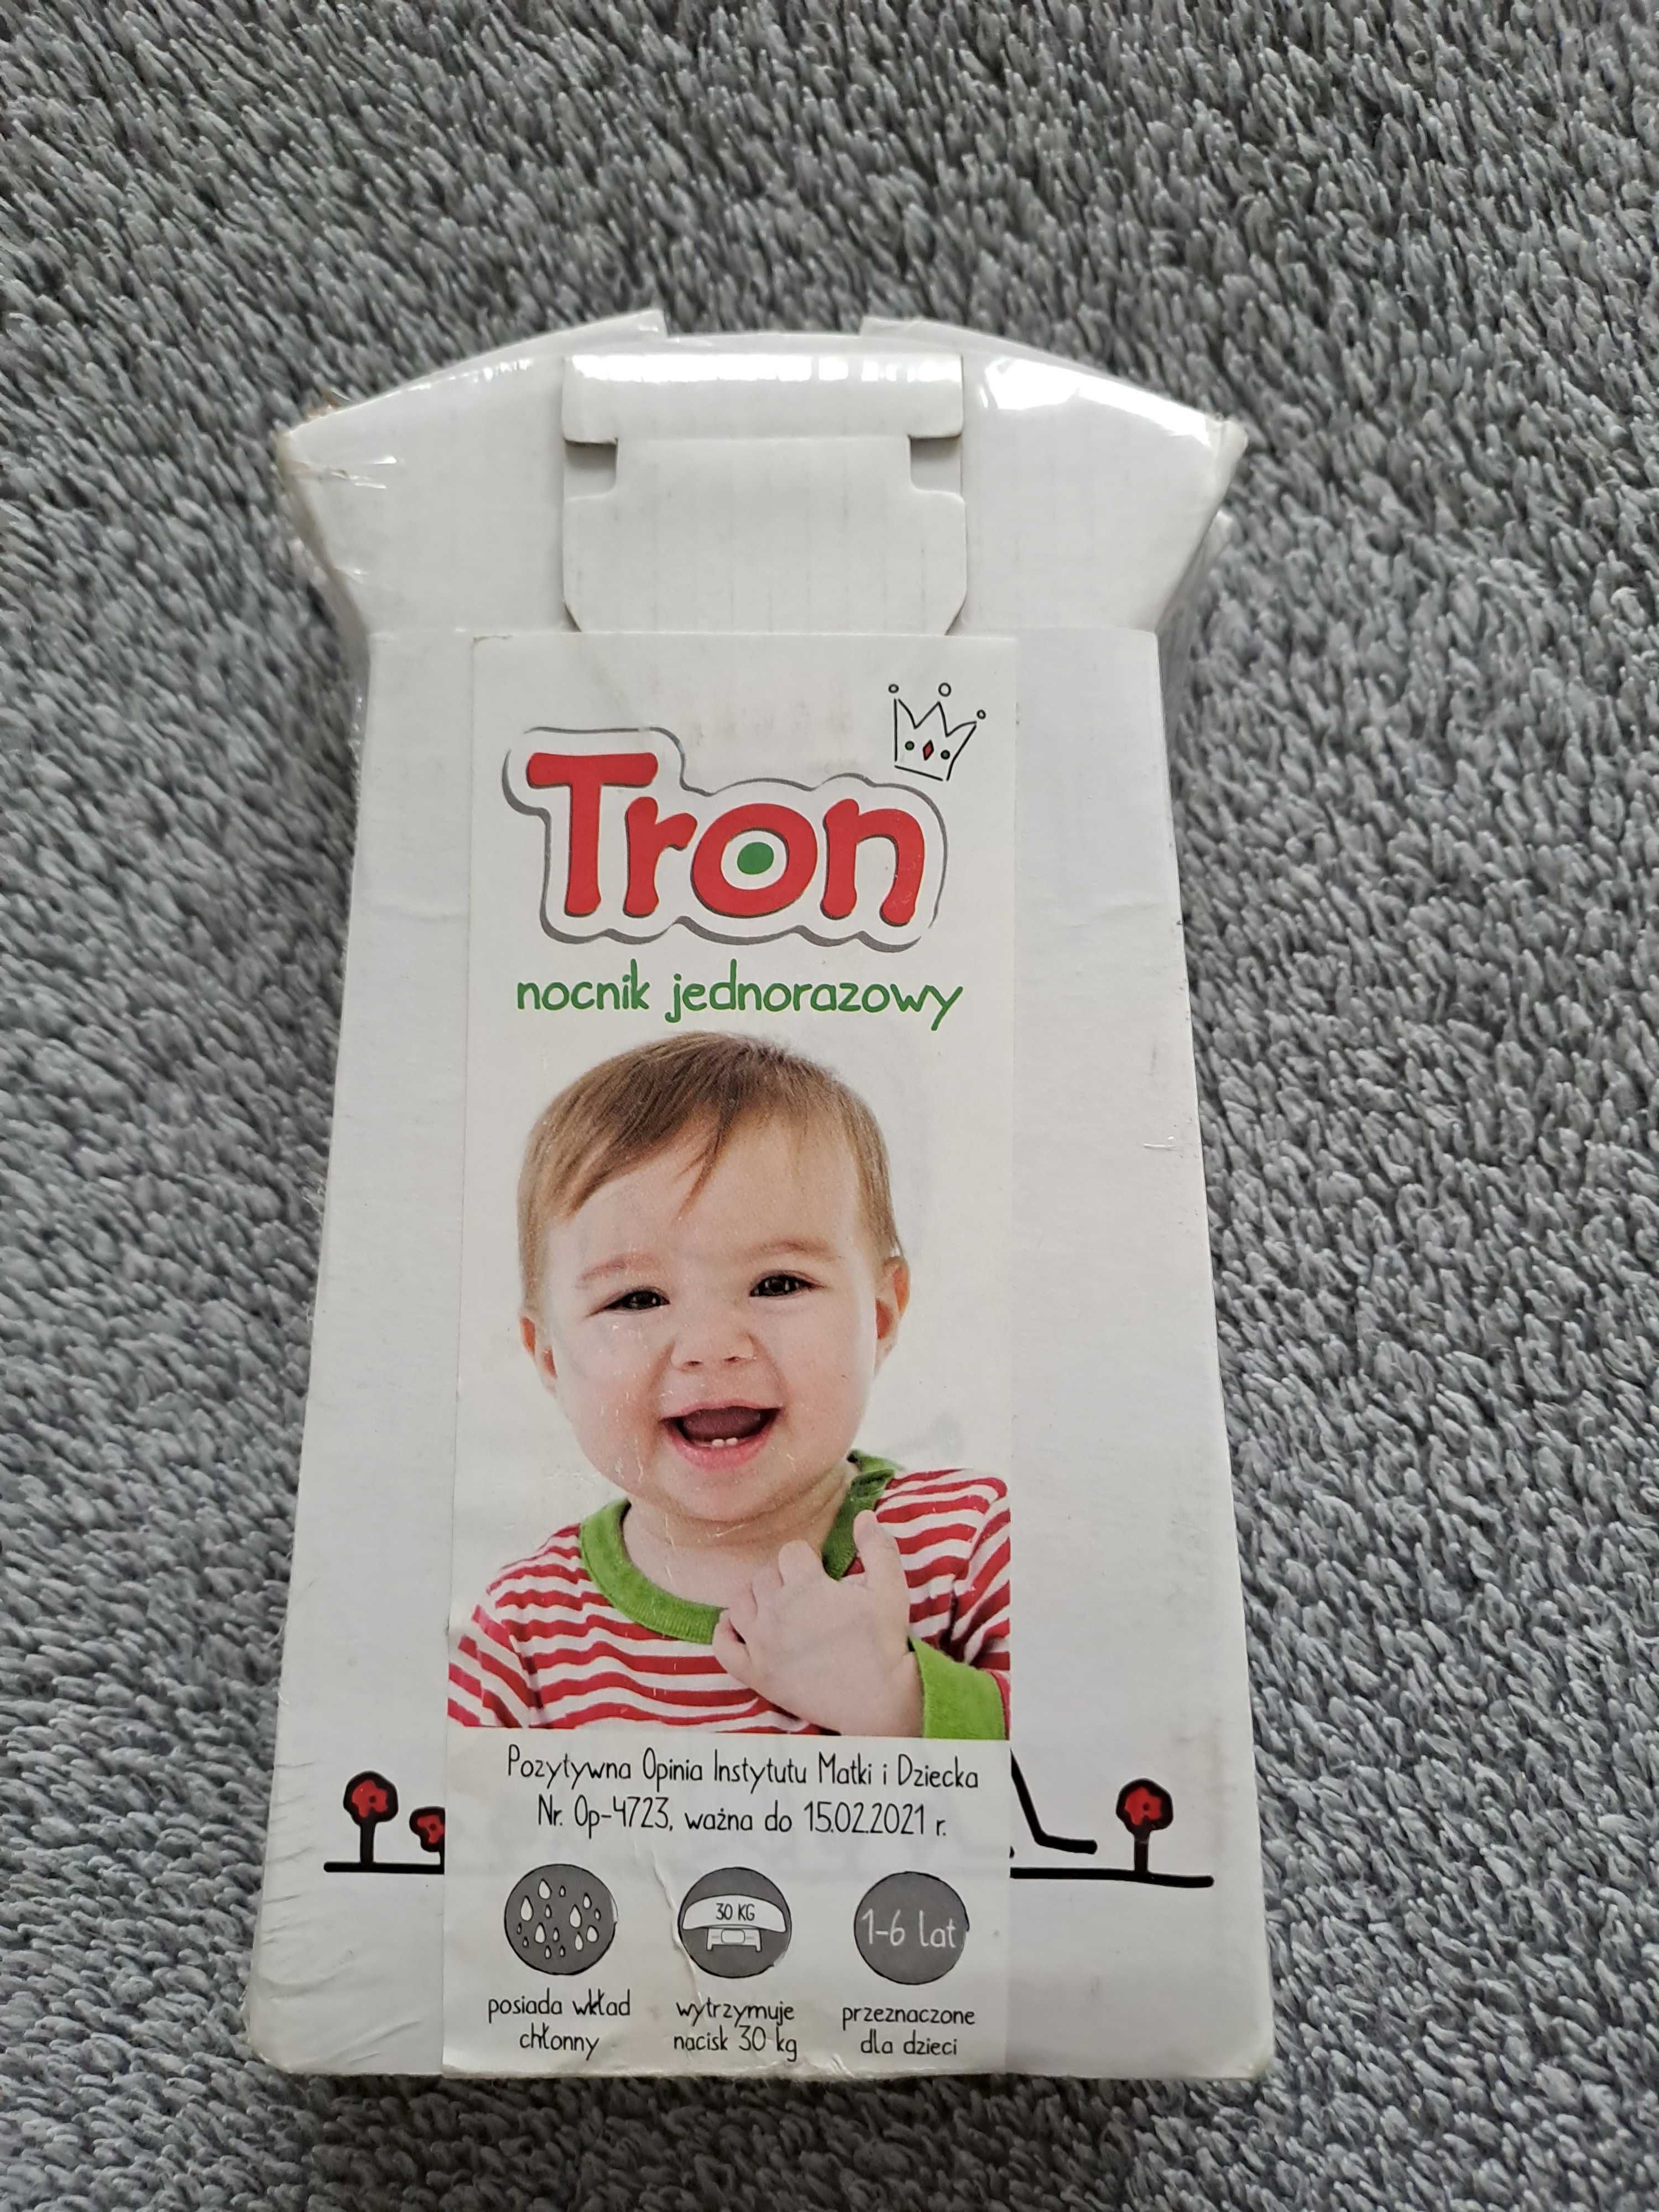 Tron
nocnik jednorazowy
Pozytywna Opinia Instytutu Matki i Dziecka
Nr. Op-4723, ważna do 15.02.2021 r.
30 KG
1-6 lat
posiada wkład
chłonny
wytrzymuje
nacisk 30 kg
przeznaczone
dla dzieci